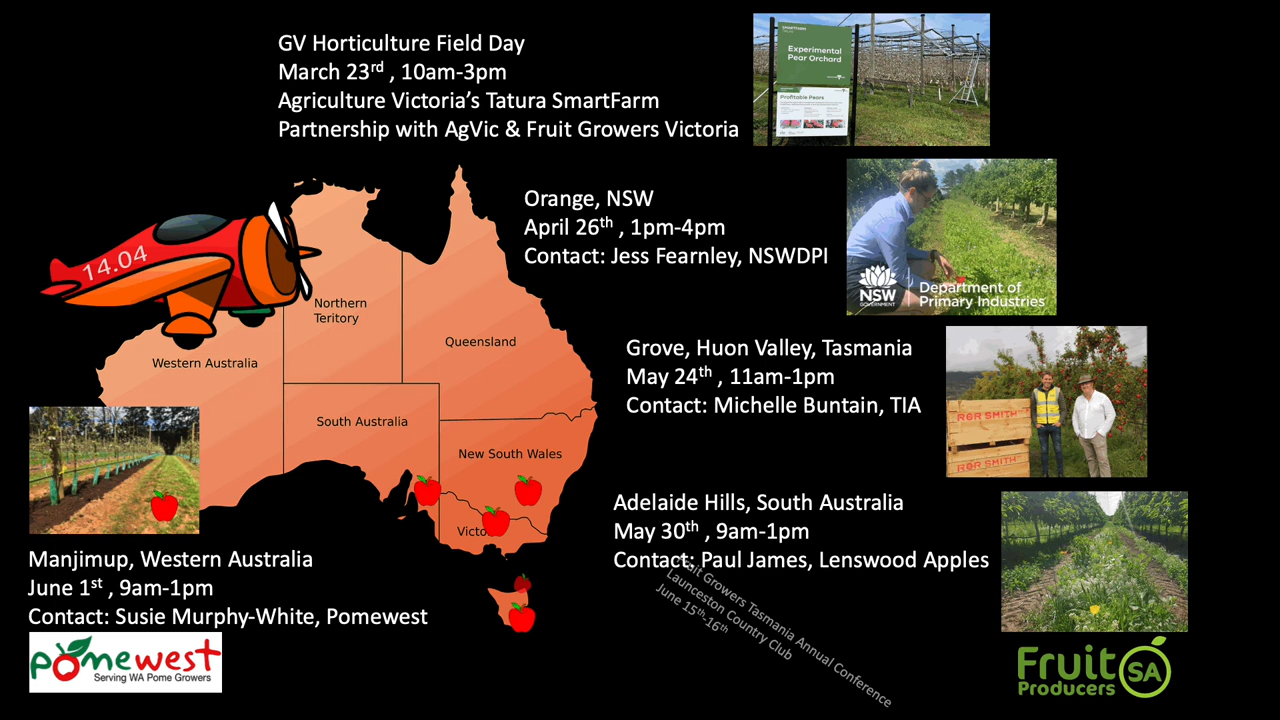 GV Horticulture Field Day
March 23rd , 10am-3pm
Agriculture Victoria's Tatura SmartFarm
Partnership with AgVic & Fruit Growers Victoria
Experimental
Pear Orchard
Profitable Pears
Orange, NSW
April 26th , 1pm-4pm
Contact: Jess Fearnley, NSWDPI
NSW
GOVERNMENT
Department of
Primary Industries
14.04
Northern
Teritory
Queensland
Western Australia
South Australia
New South Wales
Victo
Grove, Huon Valley, Tasmania
May 24th , 11am-1pm
Contact: Michelle Buntain, TIA
R&R SMITH
R&R SMITH
Adelaide Hills, South Australia
May 30th , 9am-1pm
Contact: Paul James, Lenswood Apples
Manjimup, Western Australia
June 1st , 9am-1pm
Contact: Susie Murphy-White, Pomewest
pomewest
Serving WA Pome Growers
Fruit Growers Tasmania Annual Conference
Launceston Country Club
June 15th-16th
Fruit
Producers
SA